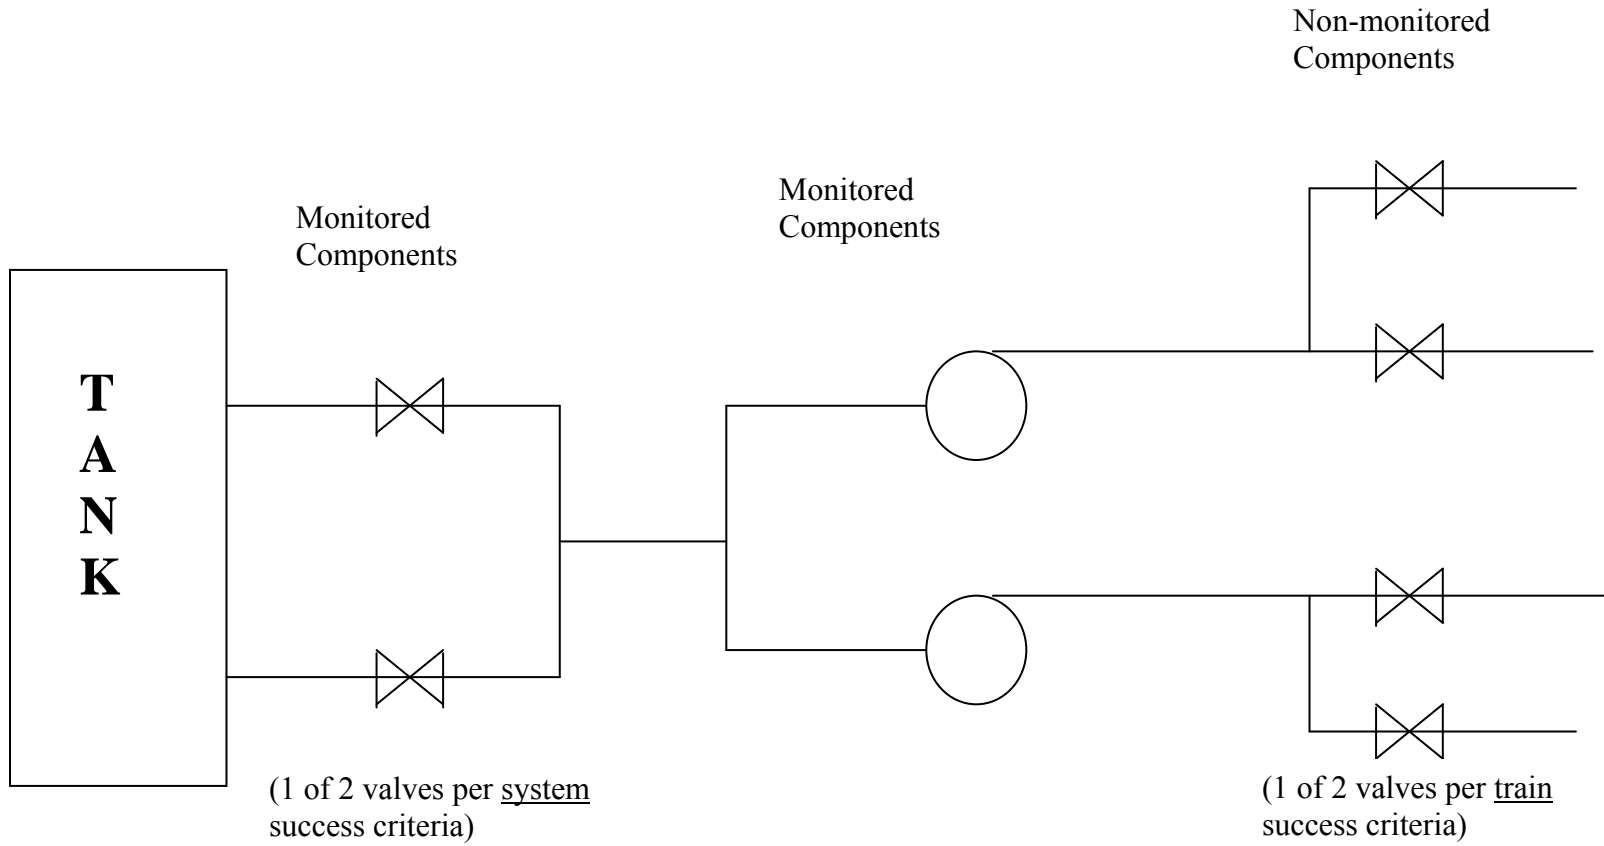 Non-monitored
Components
Monitored
Components
Monitored
Components
T
A
N
K
(1 of 2 valves per system
success criteria)
(1 of 2 valves per train
success criteria)